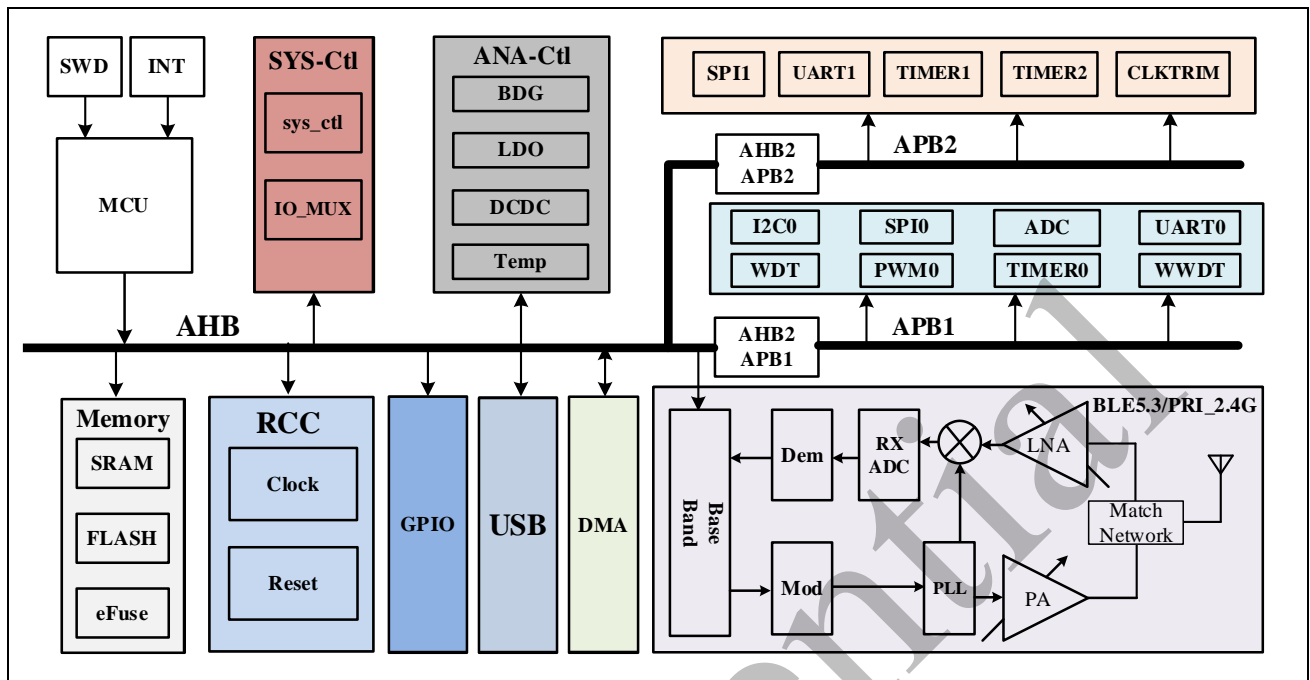 SWD
INT
MCU
SYS-Ctl
sys_ctl
IO_MUX
ANA-Ctl
BDG
LDO
DCDC
Temp
SPI1
UART1
TIMER1
TIMER2
CLKTRIM
AHB2
APB2
APB2
I2C0
SPI0
ADC
UART0
WDT
PWM0
TIMER0
WWDT
AHB
AHB2
APB1
APB1
Memory
SRAM
FLASH
eFuse
RCC
Clock
Reset
GPIO
USB
DMA
BLE5.3/PRI_2.4G
Base
Band
Dem
RX
ADC
LNA
Match
Network
Mod
PLL
PA